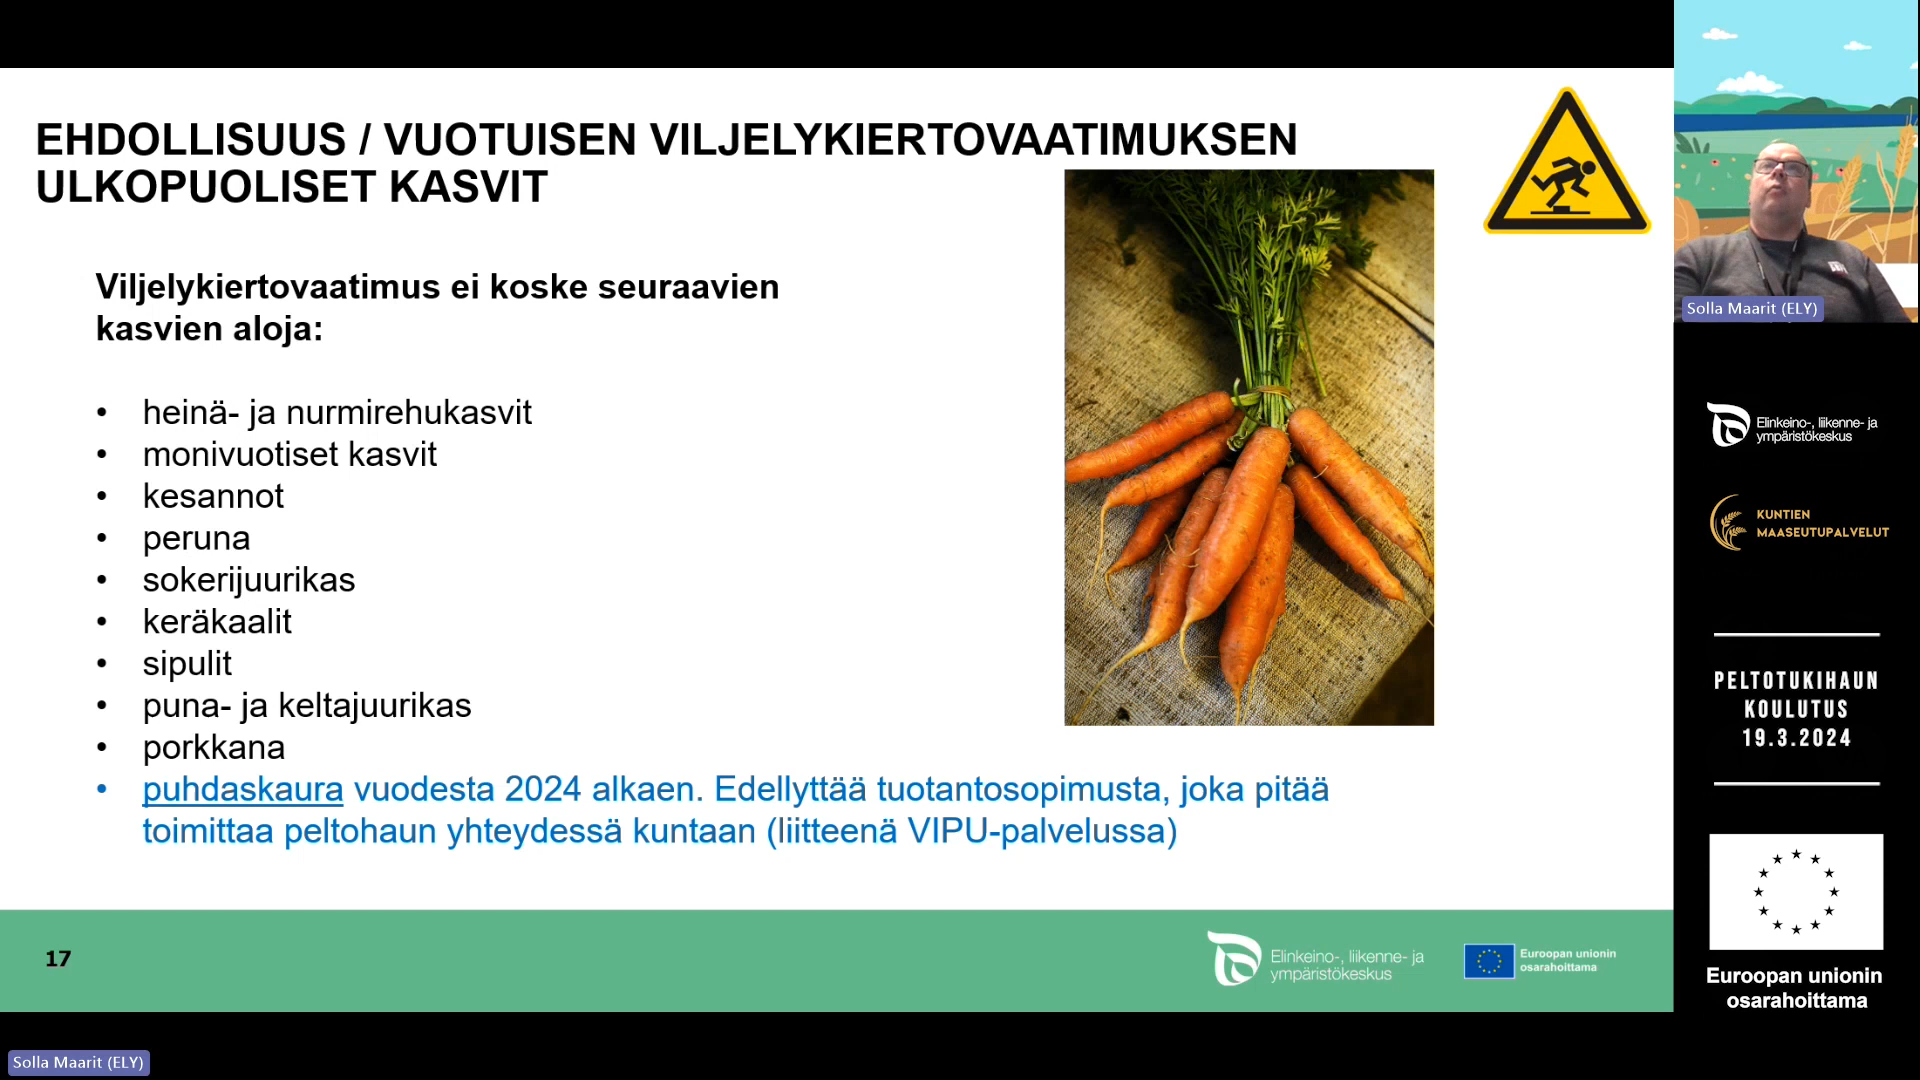 EHDOLLISUUS / VUOTUISEN VILJELYKIERTOVAATIMUKSEN
ULKOPUOLISET KASVIT
Viljelykiertovaatimus ei koske seuraavien
kasvien aloja:
• heinä- ja nurmirehukasvit
• monivuotiset kasvit
• kesannot
• peruna
• sokerijuurikas
• keräkaalit
• sipulit
• puna- ja keltajuurikas
• porkkana
• puhdaskaura vuodesta 2024 alkaen. Edellyttää tuotantosopimusta, joka pitää
toimittaa peltohaun yhteydessä kuntaan (liitteenä VIPU-palvelussa)
17
Elinkeino-, liikenne- ja
ympäristökeskus
Euroopan unionin
osarahoittama
Solla Maarit (ELY)
Elinkeino-, liikenne- ja
ympäristökeskus
KUNTIEN
MAASEUTUPALVELUT
PELTOTUKIHAUN
KOULUTUS
19.3.2024
Euroopan unionin
osarahoittama
Solla Maarit (ELY)